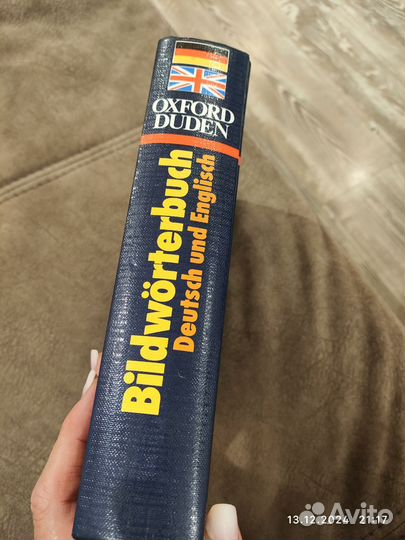 OXFORD
DUDEN
Bildwörterbuch
Deutsch und Englisch
13.12.2024 21:17
Avito